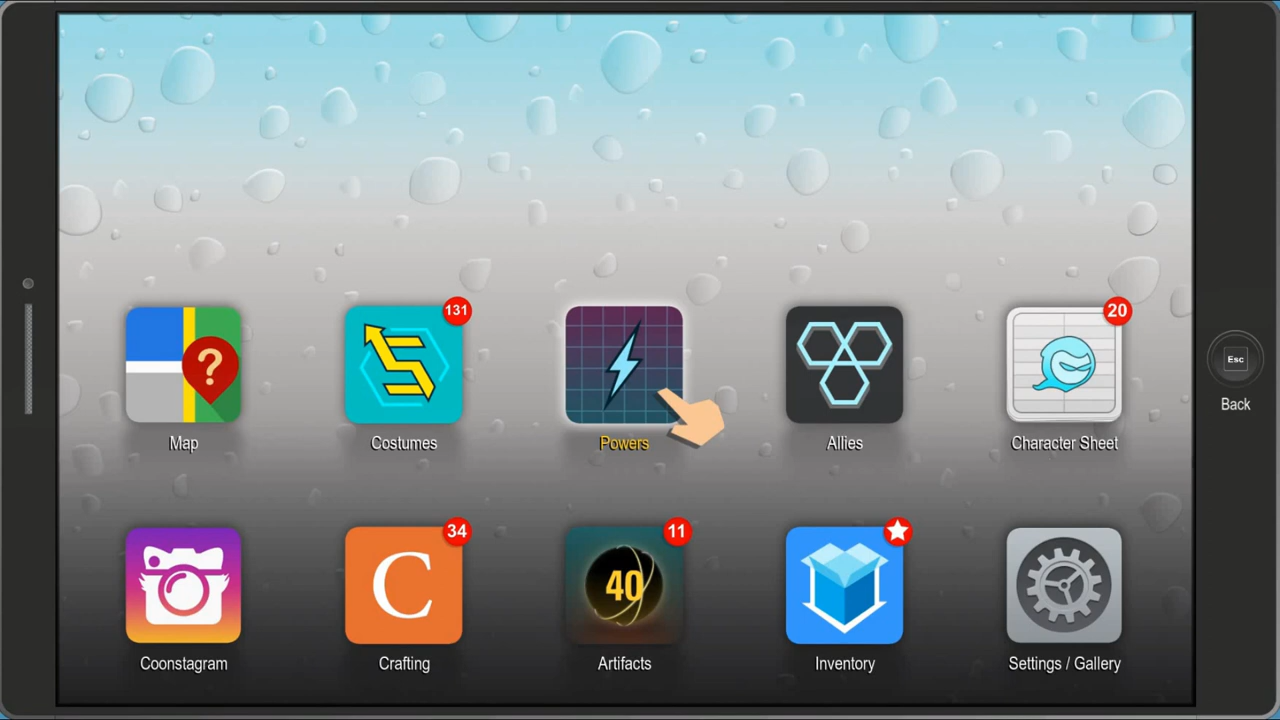 131
20
?
Esc
Map
Costumes
Powers
Allies
Character Sheet
Back
34
11
C
40
Coonstagram
Crafting
Artifacts
Inventory
Settings / Gallery